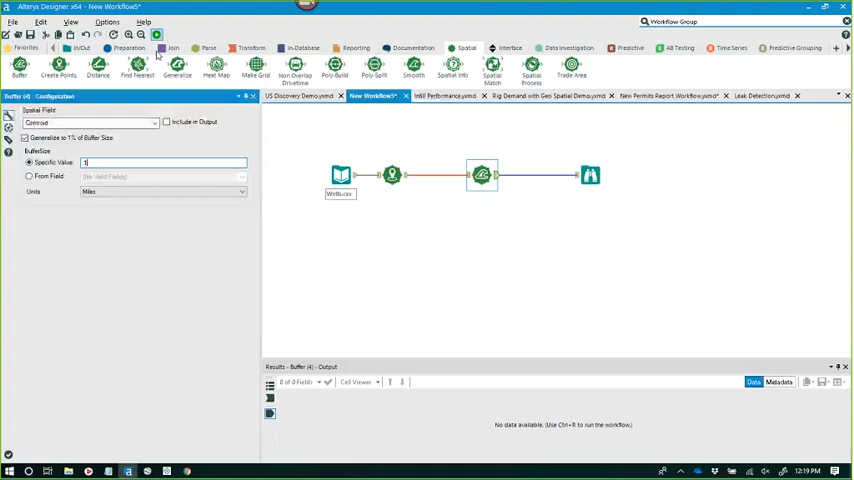 Alteryx Designer x64 - New Workflow5*
File Edit View Options Help
Workflow Group
Favorites In/Out Preparation Join Parse Transform In-Database Reporting Documentation Spatial Interface Data Investigation Predictive AB Testing Time Series Predictive Grouping
Buffer Create Points Distance Find Nearest Generalize Heat Map Make Grid Non Overlap Drivetime Poly-Build Poly-Split Smooth Spatial Info Spatial Match Spatial Process Trade Area
Buffer (4) - Configuration
US Discovery Demo.yxmd New Workflow5* Infill Performance.yxmd Rig Demand with Geo Spatial Demo.yxmd New Permits Report Workflow.yxmd* Leak Detection.yxmd
Spatial Field
Centroid Include in Output
Generalize to 1% of Buffer Size
BufferSize
Specific Value: 1
From Field: [No Valid Fields]
Units: Miles
Wells.csv
Results - Buffer (4) - Output
0 of 0 Fields Cell Viewer Data Metadata
No data available. (Use Ctrl+R to run the workflow.)
12:19 PM